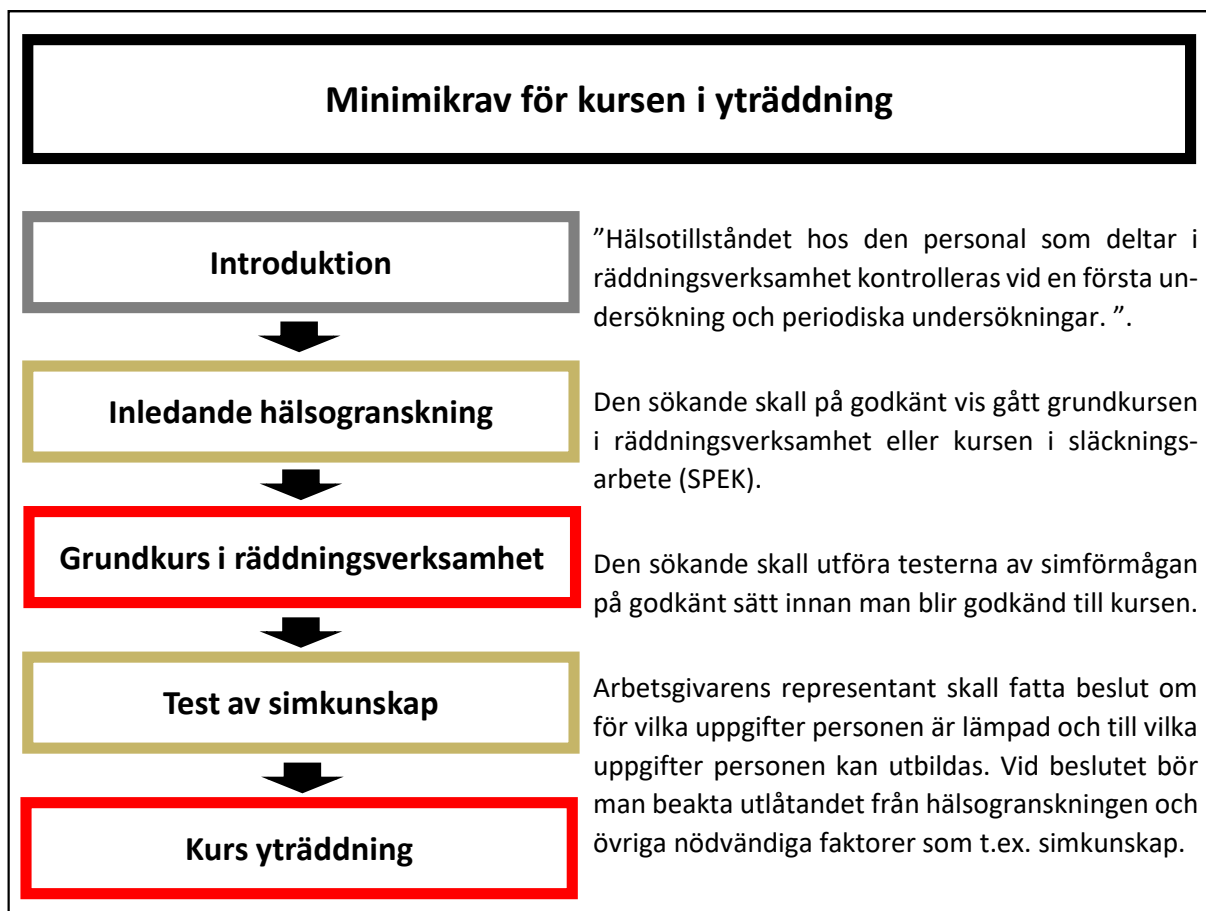 Minimikrav för kursen i yträddning
Introduktion
Inledande hälsogranskning
Grundkurs i räddningsverksamhet
Test av simkunskap
Kurs yträddning
”Hälsotillståndet hos den personal som deltar i
räddningsverksamhet kontrolleras vid en första un-
dersökning och periodiska undersökningar. ”.
Den sökande skall på godkänt vis gått grundkursen
i räddningsverksamhet eller kursen i släcknings-
arbete (SPEK).
Den sökande skall utföra testerna av simförmågan
på godkänt sätt innan man blir godkänd till kursen.
Arbetsgivarens representant skall fatta beslut om
för vilka uppgifter personen är lämpad och till vilka
uppgifter personen kan utbildas. Vid beslutet bör
man beakta utlåtandet från hälsogranskningen och
övriga nödvändiga faktorer som t.ex. simkunskap.